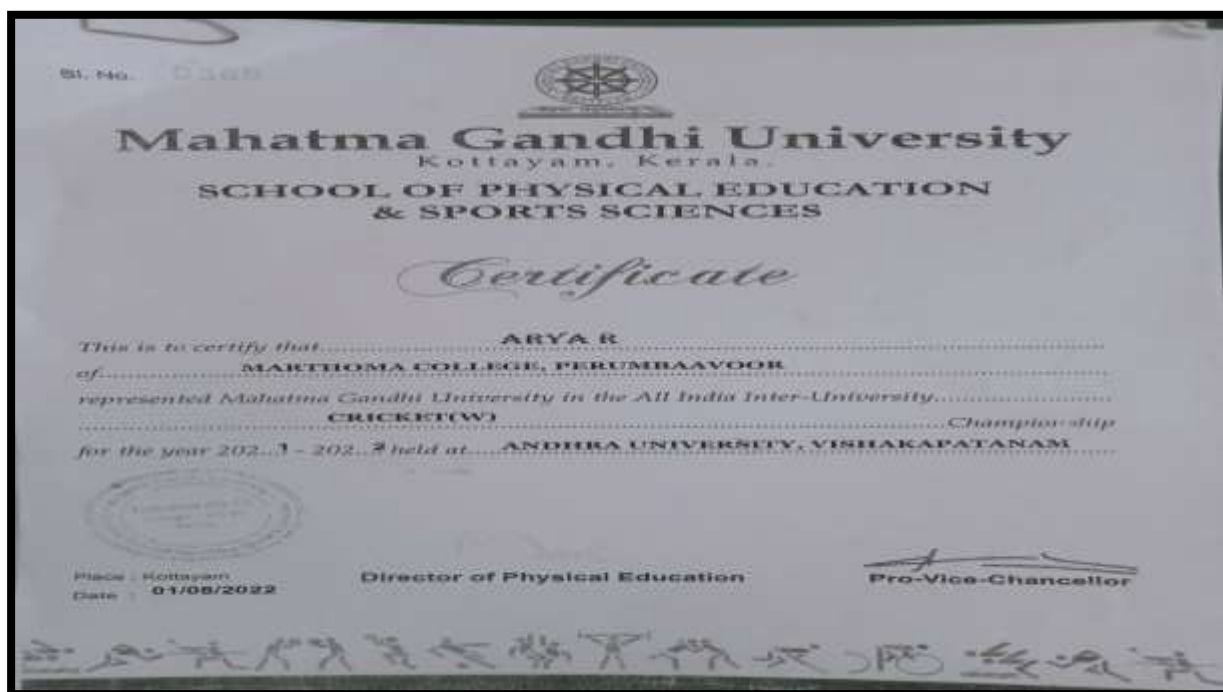 Sl. No.
Mahatma Gandhi University
Kottayam, Kerala.
SCHOOL OF PHYSICAL EDUCATION
& SPORTS SCIENCES
Certificate
This is to certify that....................ARYA R....................
of....................MARTHOMA COLLEGE, PERUMBAAVOOR....................
represented Mahatma Gandhi University in the All India Inter-University....................
....................CRICKET(W)....................Championship
for the year 202..1 - 202..2 held at....ANDHRA UNIVERSITY, VISHAKAPATANAM....
Place : Kottayam
Director of Physical Education
Pro-Vice-Chancellor
Date : 01/08/2022